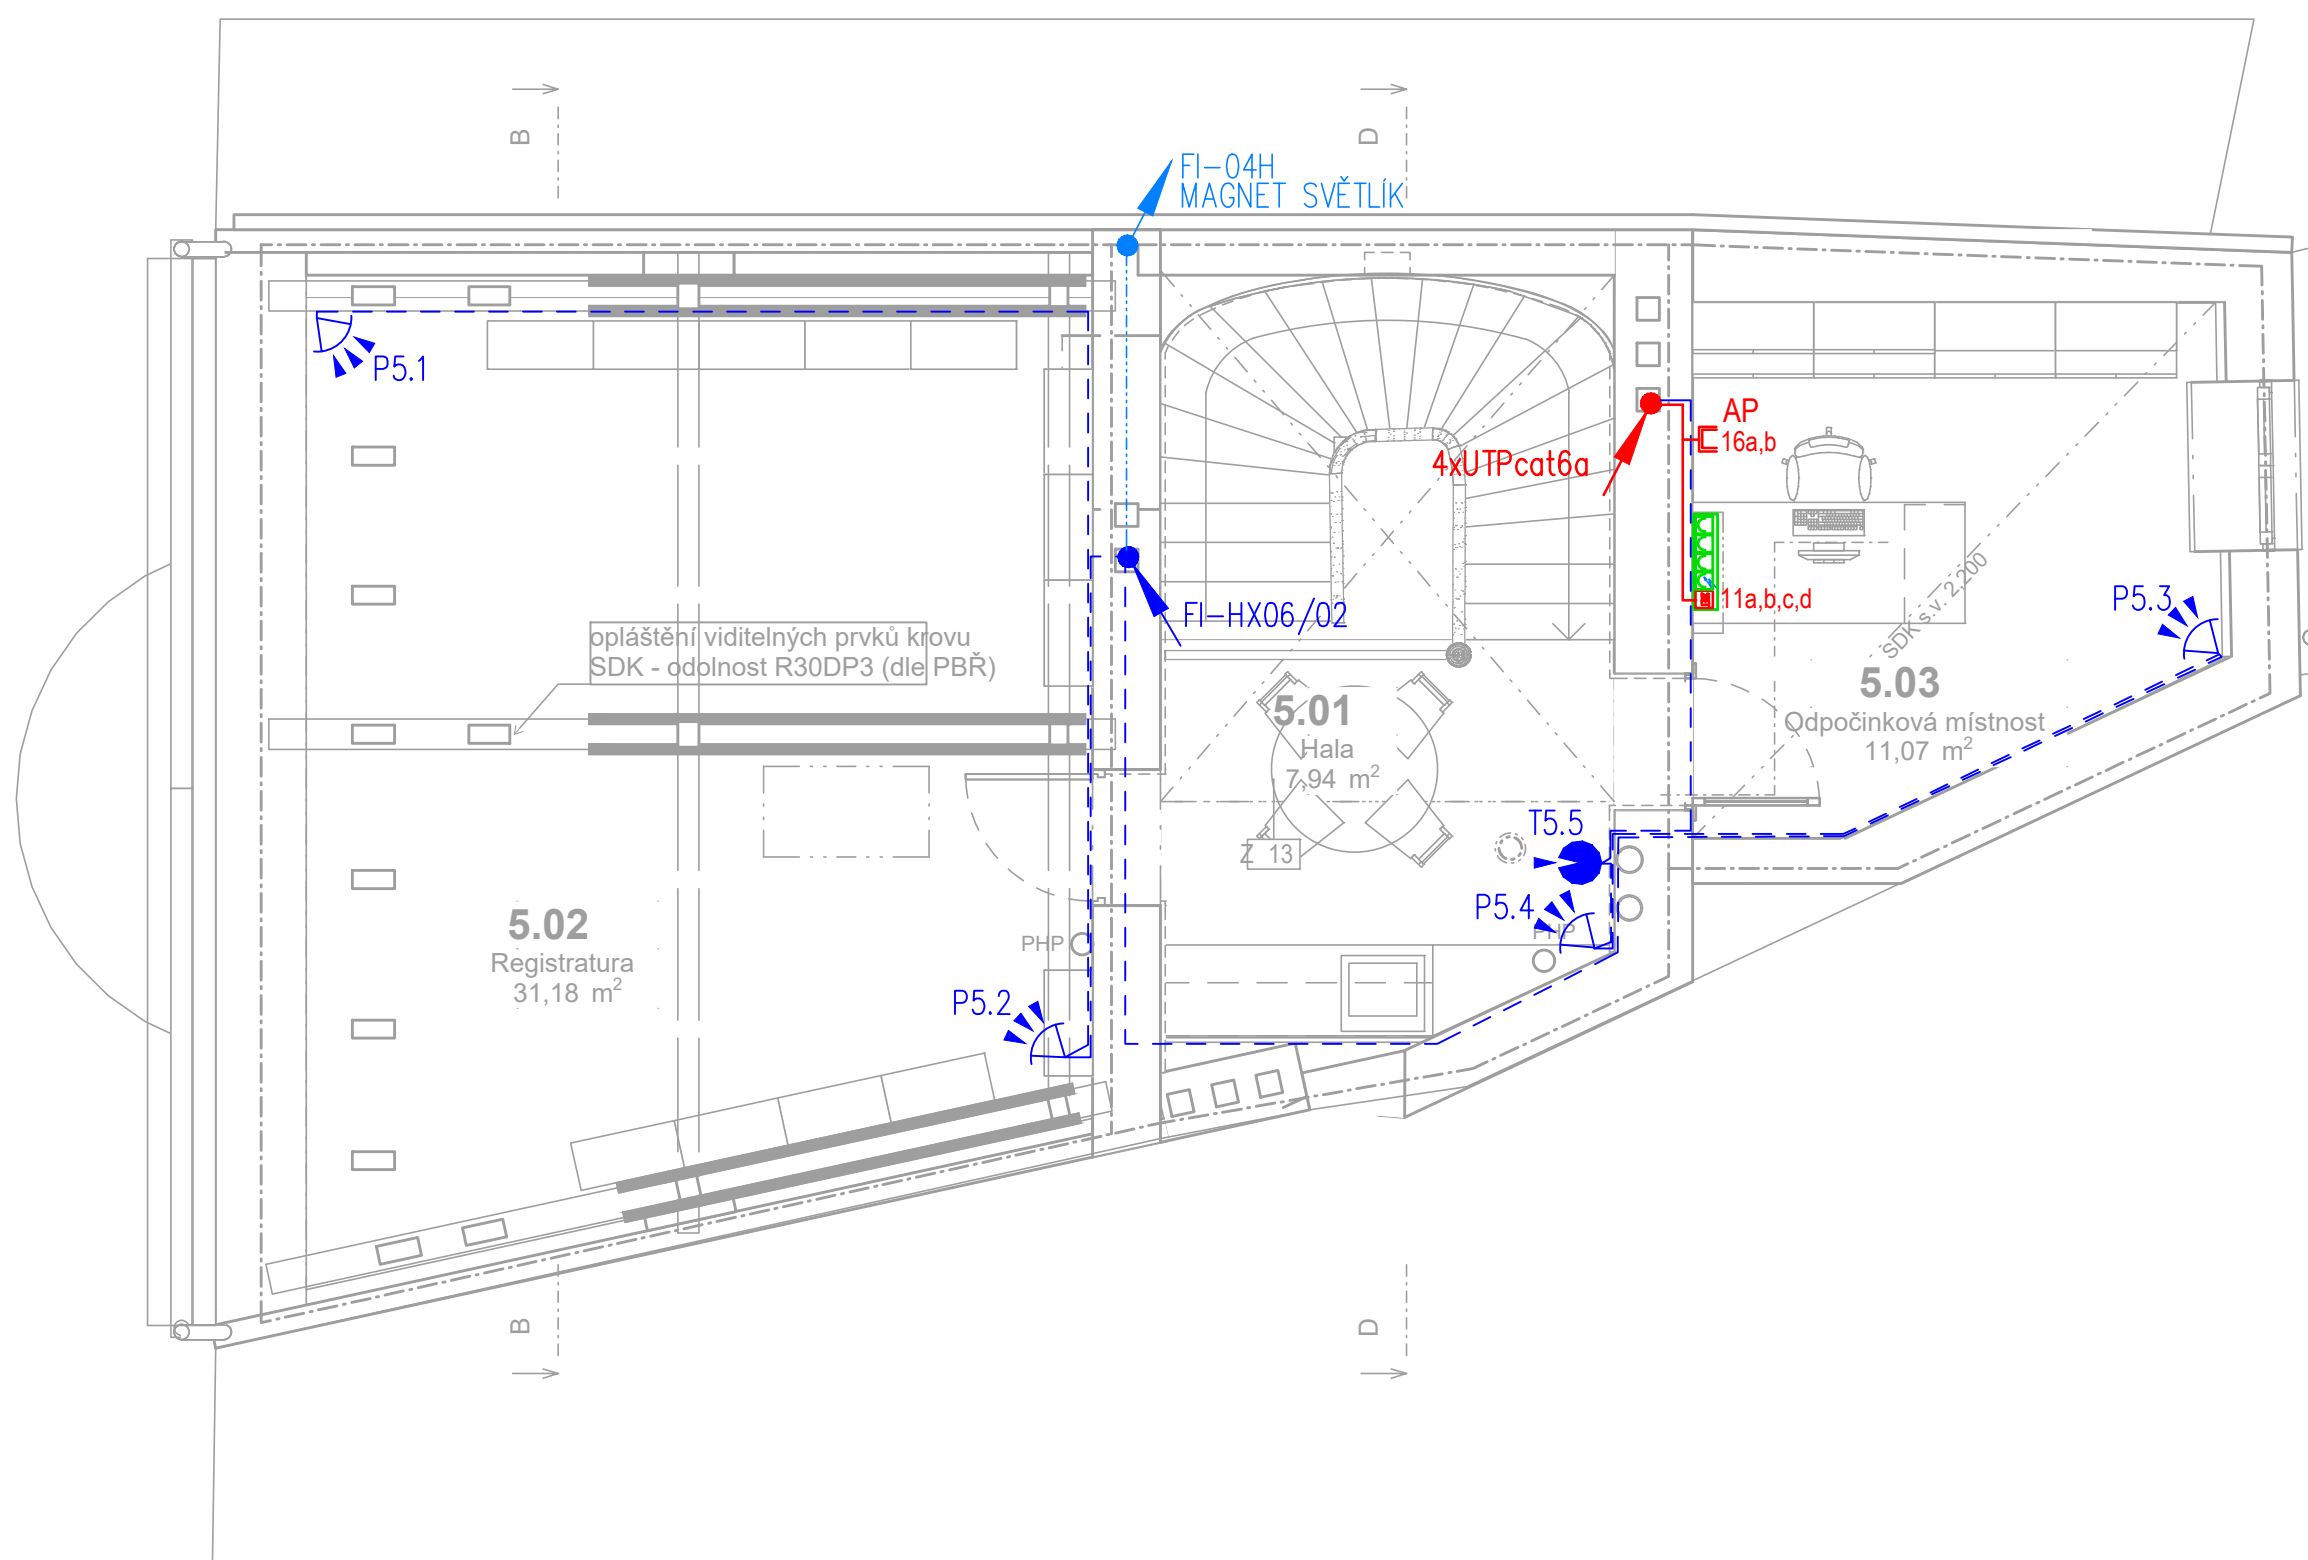 B
D
FI-04H
MAGNET SVĚTLÍK
P5.1
AP
16a,b
4xUTPcat6a
11a,b,c,d
SDK s.v. 2,200
P5.3
FI-HX06/02
opláštění viditelných prvků krovu
SDK - odolnost R30DP3 (dle PBŘ)
5.01
Hala
7,94 m²
5.03
Odpočinková místnost
11,07 m²
T5.5
Z 13
P5.4
PHP
5.02
Registratura
31,18 m²
PHP
P5.2
B
D